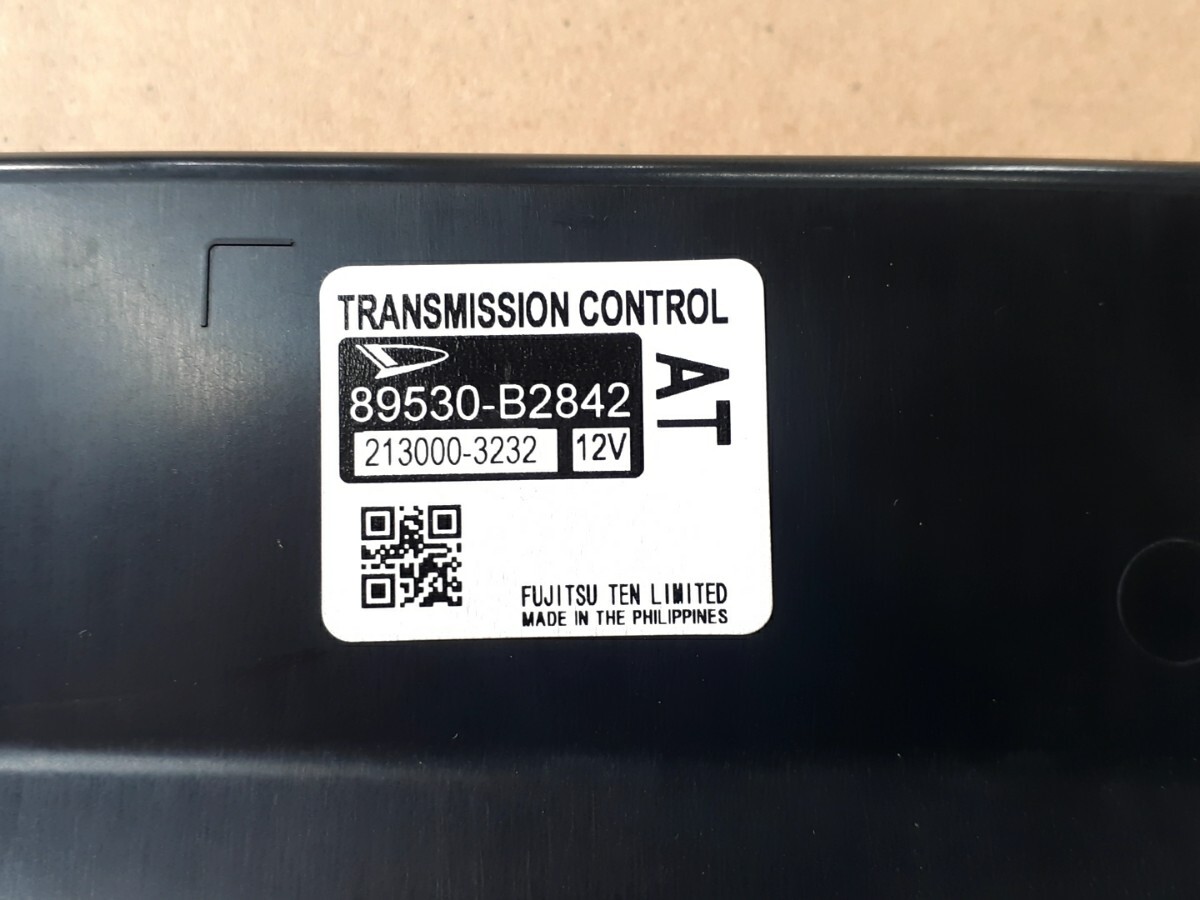 TRANSMISSION CONTROL
89530-B2842
213000-3232 12V
AT
FUJITSU TEN LIMITED
MADE IN THE PHILIPPINES